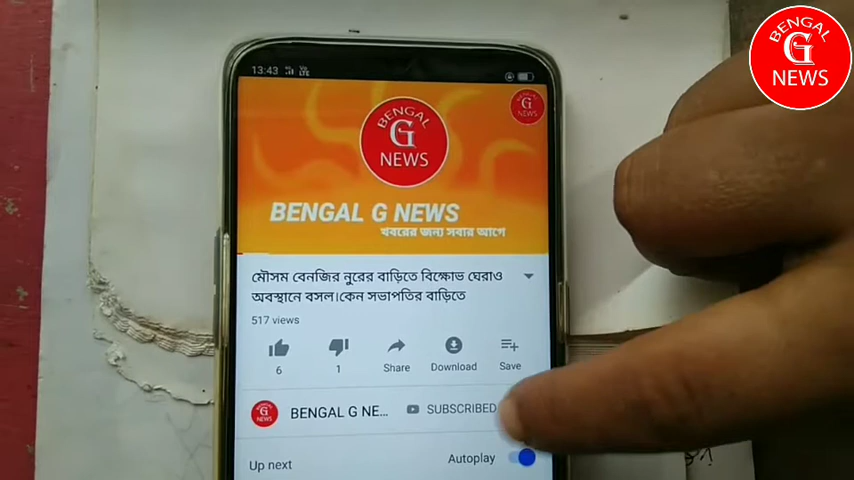 BENGAL
G
NEWS
13:43
BENGAL
G
NEWS
BENGAL G NEWS
খবরের জন্য সবার আগে
মৌসম বেনজির নুরের বাড়িতে বিক্ষোভ ঘেরাও
অবস্থানে বসল।কেন সভাপতির বাড়িতে
517 views
6 1 Share Download Save
BENGAL G NE... SUBSCRIBED
Up next Autoplay